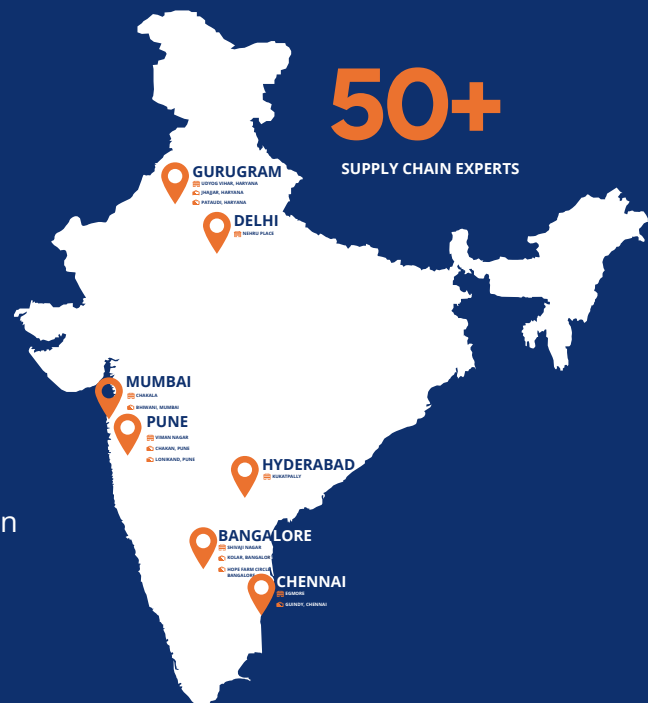 50+
SUPPLY CHAIN EXPERTS
GURUGRAM
UDYOG VIHAR, HARYANA
JHAJJAR, HARYANA
PATAUDI, HARYANA
DELHI
NEHRU PLACE
MUMBAI
CHAKALA
BHIWANI, MUMBAI
PUNE
VIMAN NAGAR
CHAKAN, PUNE
LONIKAND, PUNE
HYDERABAD
KUKATPALLY
n
BANGALORE
SHIVAJI NAGAR
KOLAR, BANGALOR
HOPE FARM CIRCLE
BANGALORE
CHENNAI
EGMORE
GUINDY, CHENNAI